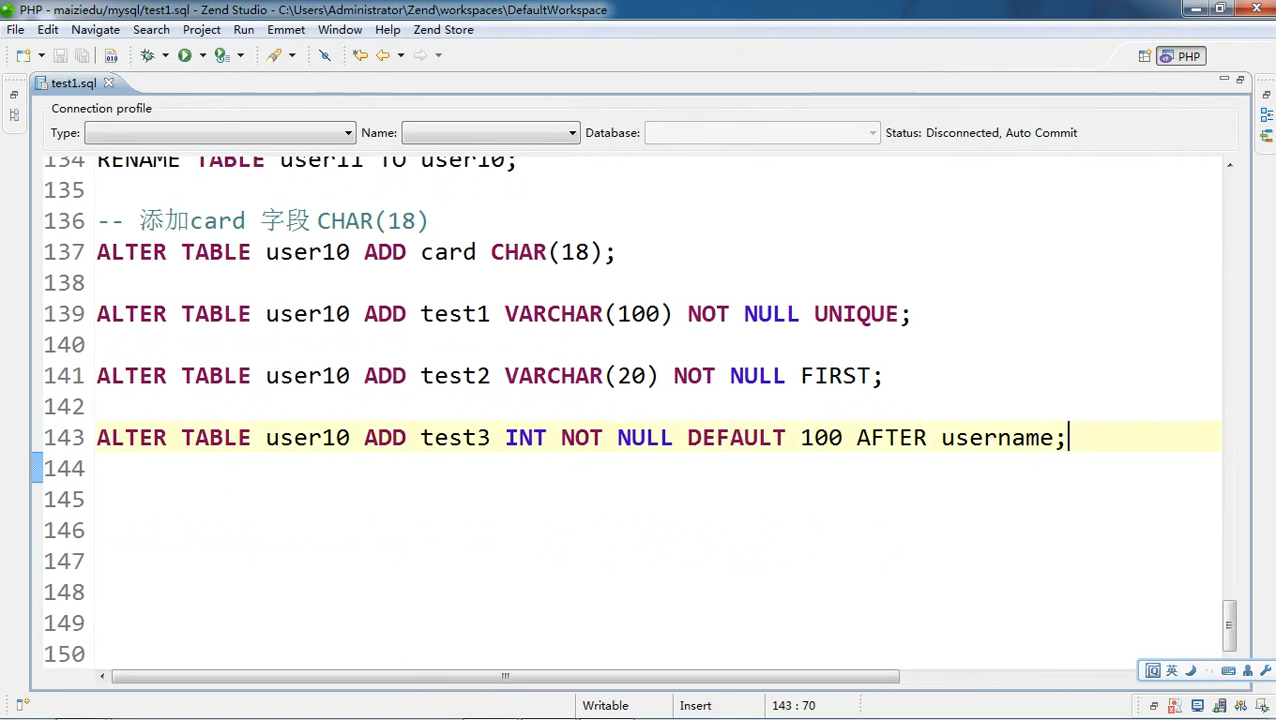 PHP - maiziedu/mysql/test1.sql - Zend Studio - C:\Users\Administrator\Zend\workspaces\DefaultWorkspace
File Edit Navigate Search Project Run Emmet Window Help Zend Store
PHP
test1.sql
Connection profile
Type: Name: Database: Status: Disconnected, Auto Commit
134 RENAME TABLE user11 TO user10;
135
136 -- 添加card 字段 CHAR(18)
137 ALTER TABLE user10 ADD card CHAR(18);
138
139 ALTER TABLE user10 ADD test1 VARCHAR(100) NOT NULL UNIQUE;
140
141 ALTER TABLE user10 ADD test2 VARCHAR(20) NOT NULL FIRST;
142
143 ALTER TABLE user10 ADD test3 INT NOT NULL DEFAULT 100 AFTER username;
144
145
146
147
148
149
150
英
Writable Insert 143 : 70